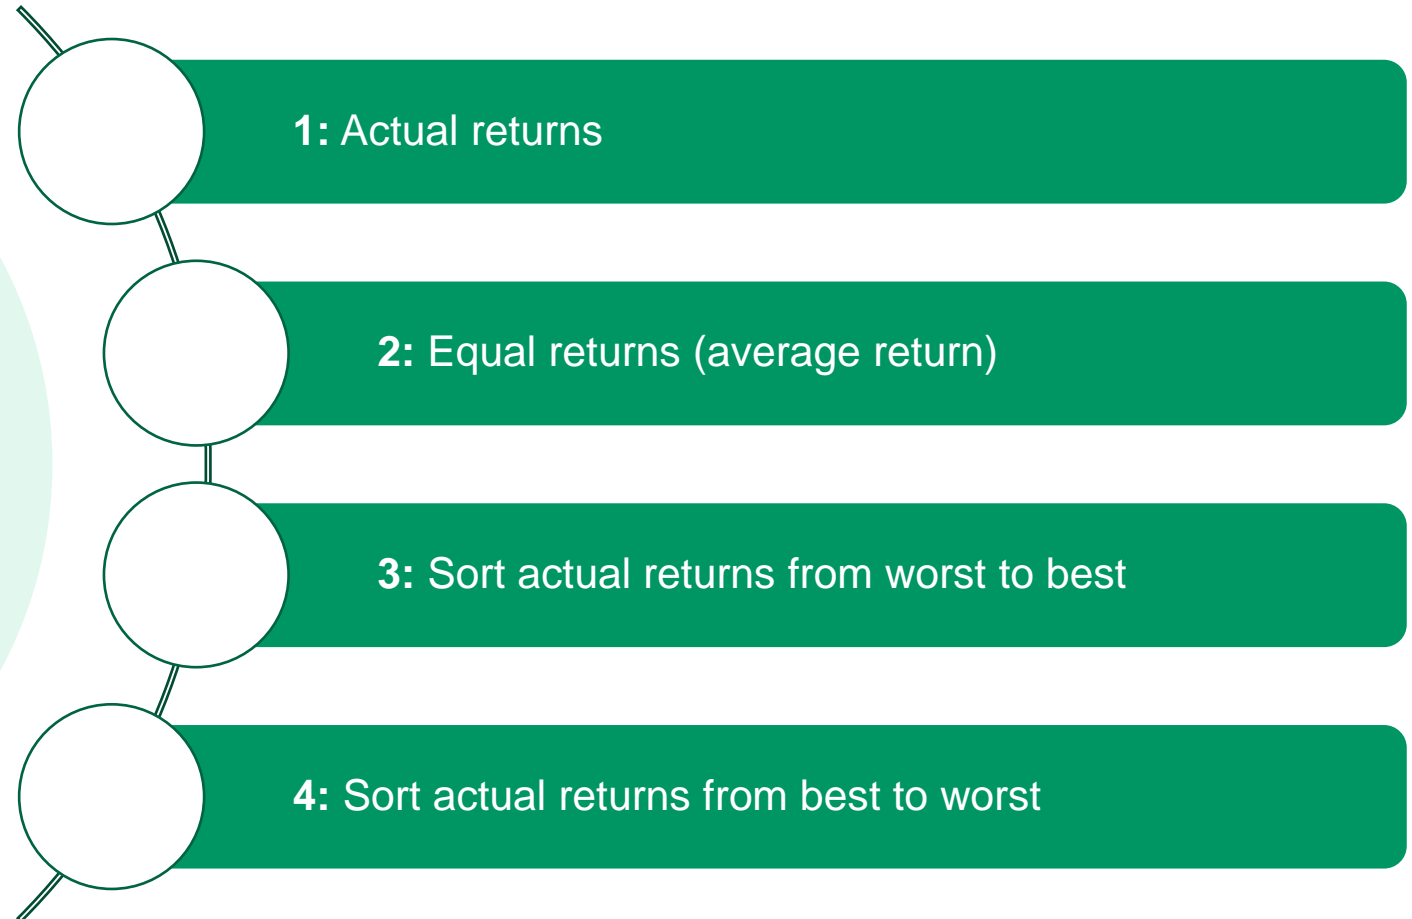 1: Actual returns
2: Equal returns (average return)
3: Sort actual returns from worst to best
4: Sort actual returns from best to worst